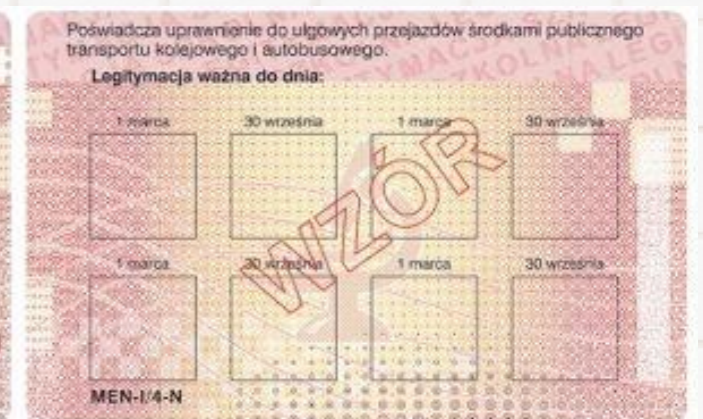 Poświadcza uprawnienie do ulgowych przejazdów środkami publicznego
transportu kolejowego i autobusowego.
Legitymacja ważna do dnia:
1 marca 30 września 1 marca 30 września
WZÓR
1 marca 30 września 1 marca 30 września
MEN-I/4-N